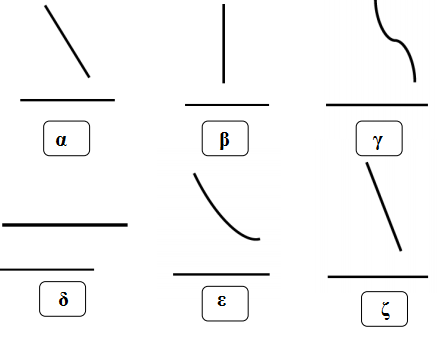 α β γ
δ ε ζ